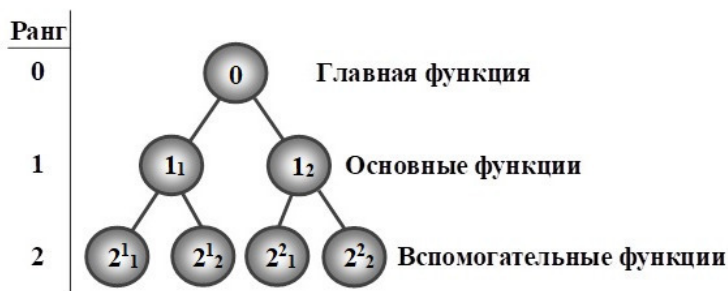 Ранг
0 0 Главная функция
1 1₁ 1₂ Основные функции
2 2¹₁ 2¹₂ 2²₁ 2²₂ Вспомогательные функции